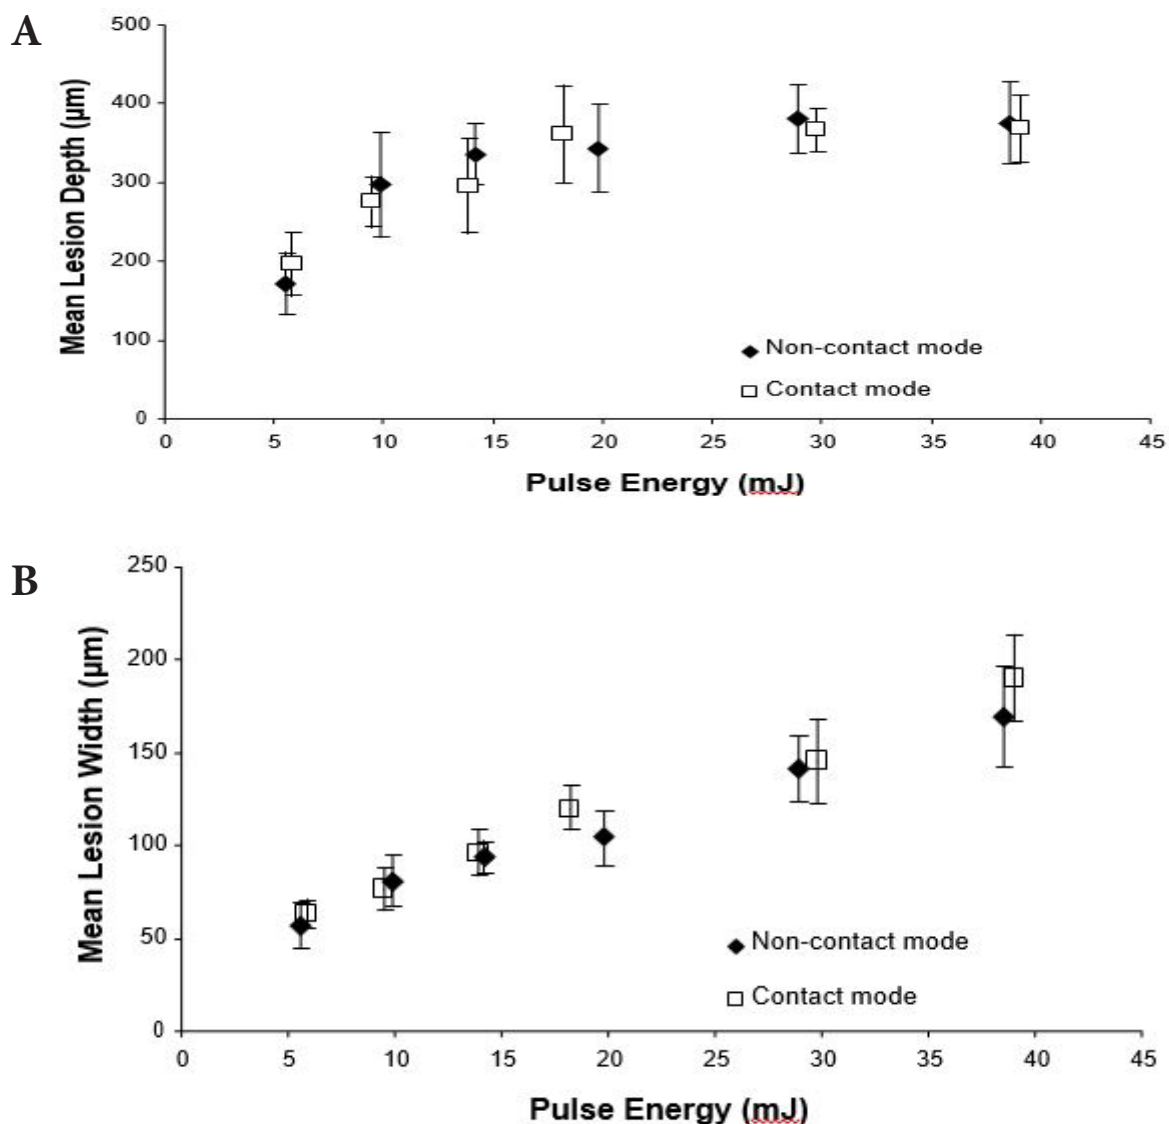 A
500
400
300
200
100
0
Mean Lesion Depth (µm)
Non-contact mode
Contact mode
0 5 10 15 20 25 30 35 40 45
Pulse Energy (mJ)
B
250
200
150
100
50
0
Mean Lesion Width (µm)
Non-contact mode
Contact mode
0 5 10 15 20 25 30 35 40 45
Pulse Energy (mJ)